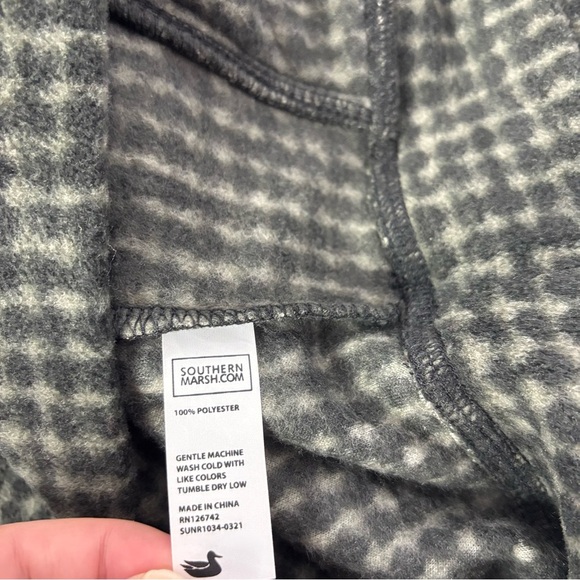 SOUTHERN
MARSH.COM
100% POLYESTER
GENTLE MACHINE
WASH COLD WITH
LIKE COLORS
TUMBLE DRY LOW
MADE IN CHINA
RN126742
SUNR1034-0321